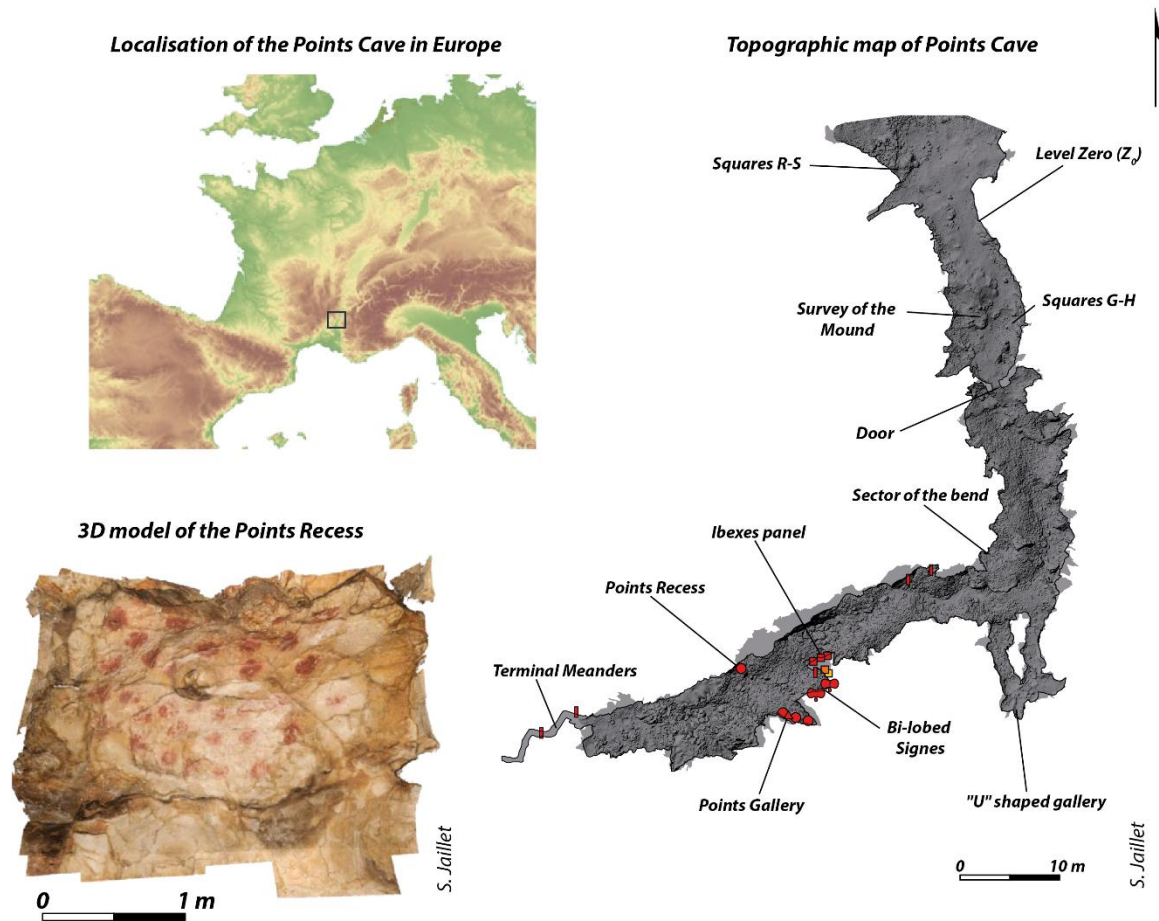 Localisation of the Points Cave in Europe
Topographic map of Points Cave
Squares R-S
Level Zero (Z₀)
Survey of the
Mound
Squares G-H
Door
Sector of the bend
Ibexes panel
Points Recess
Terminal Meanders
Bi-lobed
Signes
Points Gallery
"U" shaped gallery
0 10 m
S. Jaillet
3D model of the Points Recess
S. Jaillet
0 1 m